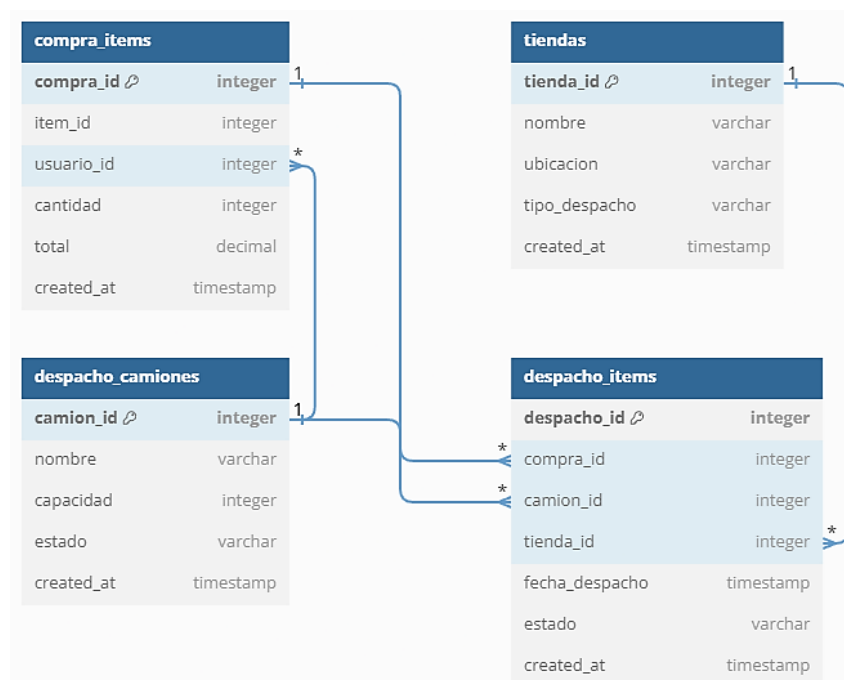 compra_items
compra_id integer 1
item_id integer
usuario_id integer *
cantidad integer
total decimal
created_at timestamp
tiendas
tienda_id integer 1
nombre varchar
ubicacion varchar
tipo_despacho varchar
created_at timestamp
despacho_camiones
camion_id integer 1
nombre varchar
capacidad integer
estado varchar
created_at timestamp
despacho_items
despacho_id integer
* compra_id integer
* camion_id integer
tienda_id integer *
fecha_despacho timestamp
estado varchar
created_at timestamp